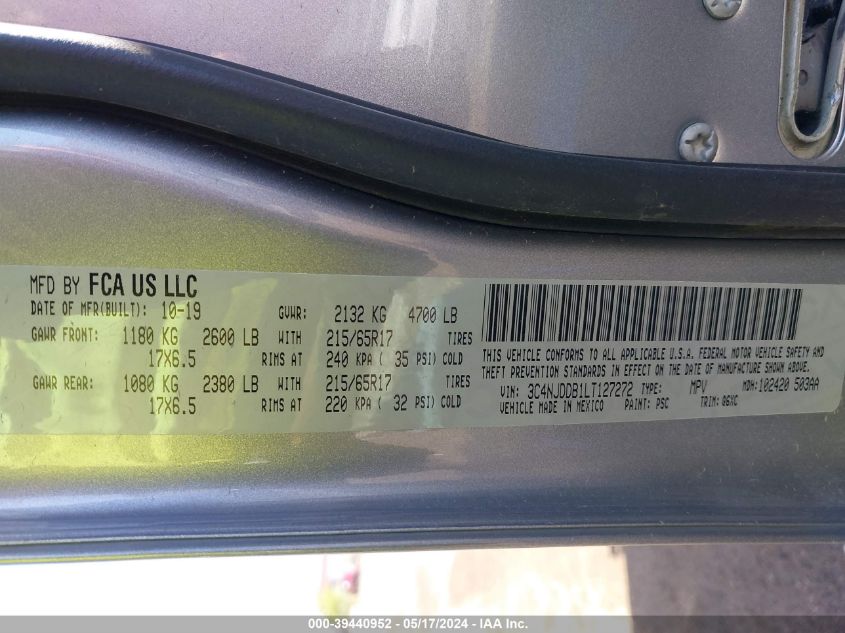 MFD BY FCA US LLC
DATE OF MFR(BUILT): 10-19 GVWR: 2132 KG 4700 LB
GAWR FRONT: 1180 KG 2600 LB WITH 215/65R17 TIRES
17X6.5 RIMS AT 240 KPA ( 35 PSI) COLD
GAWR REAR: 1080 KG 2380 LB WITH 215/65R17 TIRES
17X6.5 RIMS AT 220 KPA ( 32 PSI) COLD
THIS VEHICLE CONFORMS TO ALL APPLICABLE U.S.A. FEDERAL MOTOR VEHICLE SAFETY AND
THEFT PREVENTION STANDARDS IN EFFECT ON THE DATE OF MANUFACTURE SHOWN ABOVE.
VIN: 3C4NJDDB1LT127272 TYPE: MPV MDH: 102420 503AA
VEHICLE MADE IN MEXICO PAINT: PSC TRIM: Q6XC
000-39440952 - 05/17/2024 - IAA Inc.